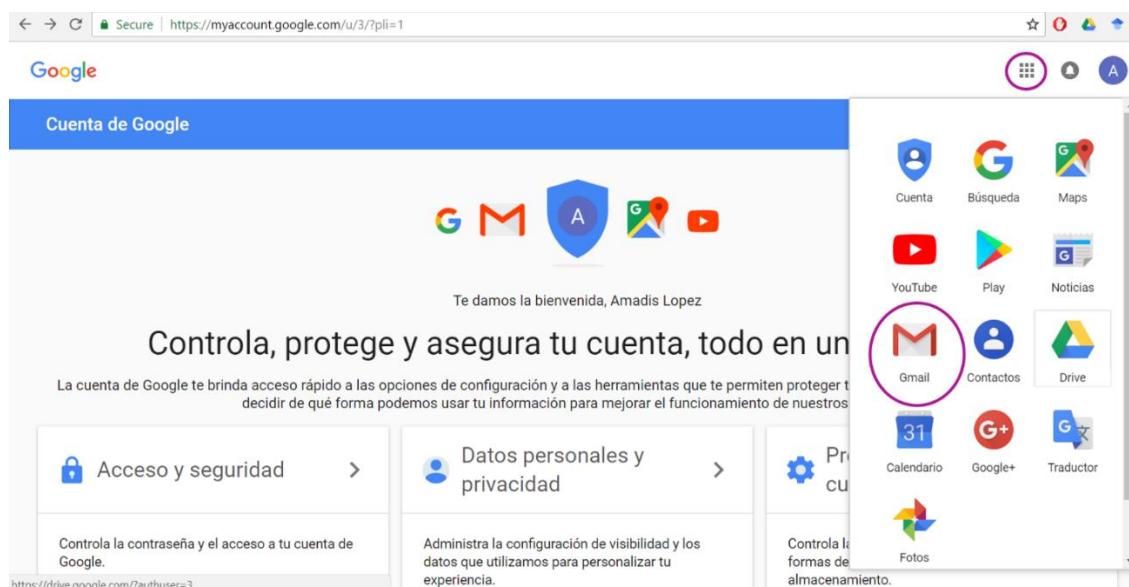 Secure | https://myaccount.google.com/u/3/?pli=1
Google
A
Cuenta de Google
G
A
G
Te damos la bienvenida, Amadis Lopez
Controla, protege y asegura tu cuenta, todo en un
La cuenta de Google te brinda acceso rápido a las opciones de configuración y a las herramientas que te permiten proteger t
decidir de qué forma podemos usar tu información para mejorar el funcionamiento de nuestros
Acceso y seguridad
Controla la contraseña y el acceso a tu cuenta de
Google.
Datos personales y
privacidad
Administra la configuración de visibilidad y los
datos que utilizamos para personalizar tu
experiencia.
Pr
cu
Controla la
formas de
almacenamiento.
Cuenta
Búsqueda
Maps
YouTube
Play
Noticias
Gmail
Contactos
Drive
31
Calendario
G+
Google+
Traductor
Fotos
https://drive.google.com/?authuser=3